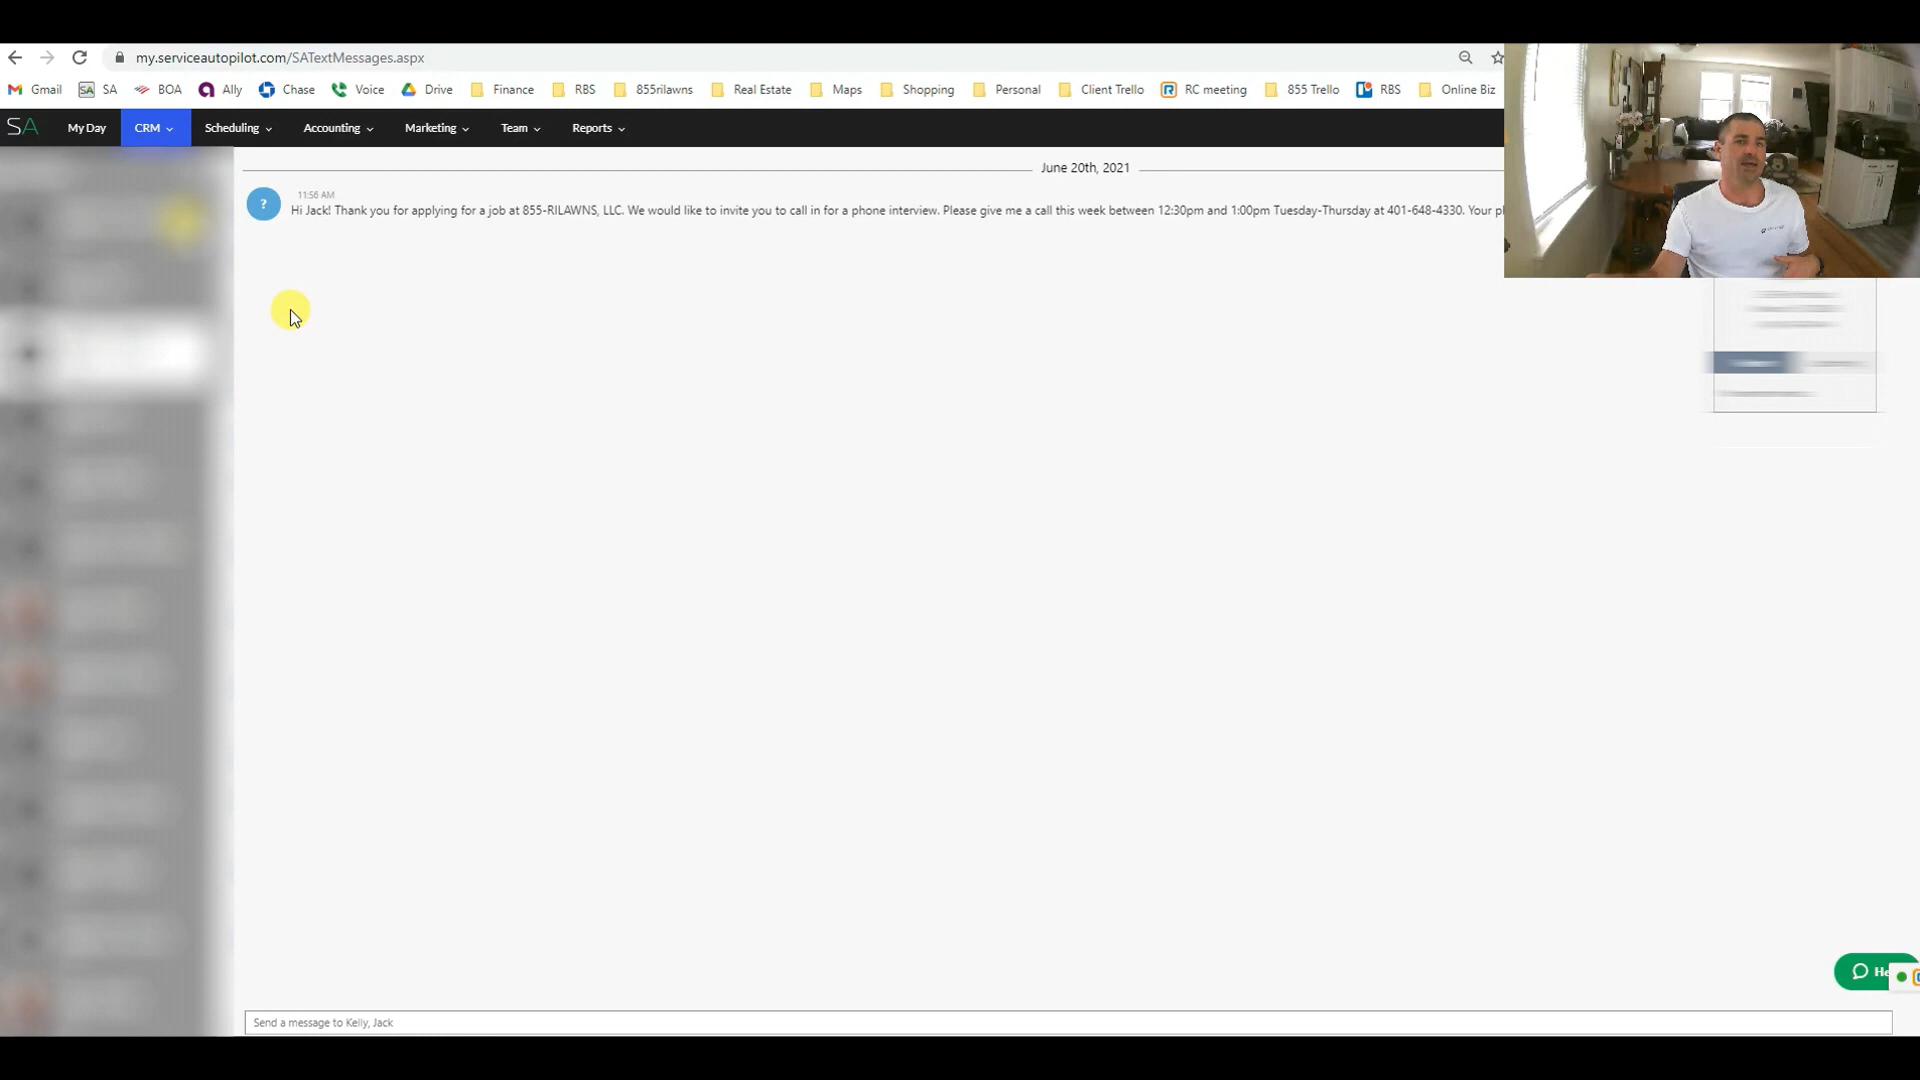 my.serviceautopilot.com/SATextMessages.aspx
Gmail SA SA BOA Ally Chase Voice Drive Finance RBS 855rilawns Real Estate Maps Shopping Personal Client Trello RC meeting 855 Trello RBS Online Biz
SA My Day CRM Scheduling Accounting Marketing Team Reports
June 20th, 2021
11:56 AM
? Hi Jack! Thank you for applying for a job at 855-RILAWNS, LLC. We would like to invite you to call in for a phone interview. Please give me a call this week between 12:30pm and 1:00pm Tuesday-Thursday at 401-648-4330. Your
He
Send a message to Kelly, Jack